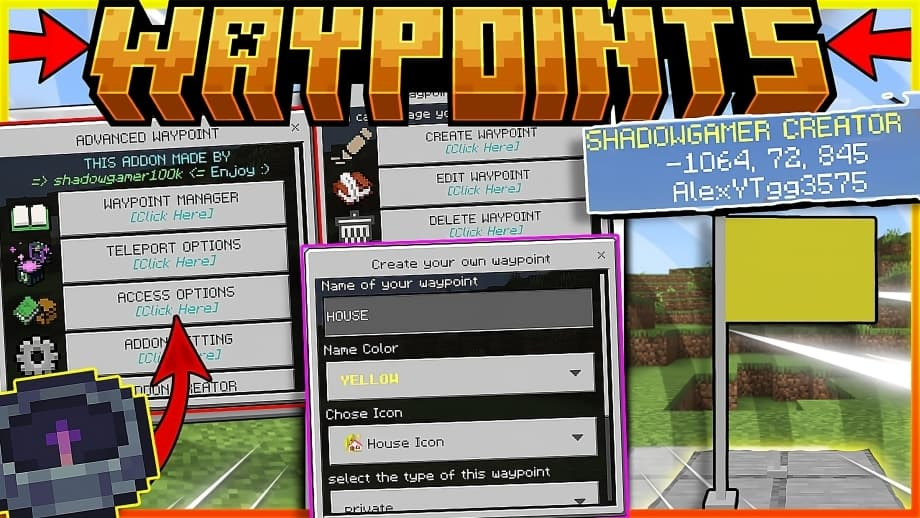 WAYPOINTS
ADVANCED WAYPOINT
THIS ADDON MADE BY
=> shadowgamer100k <= Enjoy :)
WAYPOINT MANAGER
[Click Here]
TELEPORT OPTIONS
[Click Here]
ACCESS OPTIONS
[Click Here]
CREATE WAYPOINT
[Click Here]
EDIT WAYPOINT
[Click Here]
DELETE WAYPOINT
[Click Here]
Create your own waypoint
Name of your waypoint
HOUSE
Name Color
YELLOW
Chose Icon
House Icon
select the type of this waypoint
private
SHADOWGAMER CREATOR
-1064, 72, 845
AlexYTgg3575